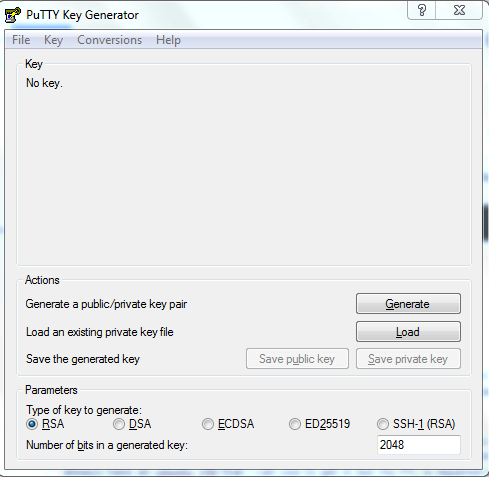 PuTTY Key Generator
File Key Conversions Help
Key
No key.
Actions
Generate a public/private key pair
Generate
Load an existing private key file
Load
Save the generated key
Save public key
Save private key
Parameters
Type of key to generate:
RSA DSA ECDSA ED25519 SSH-1 (RSA)
Number of bits in a generated key:
2048